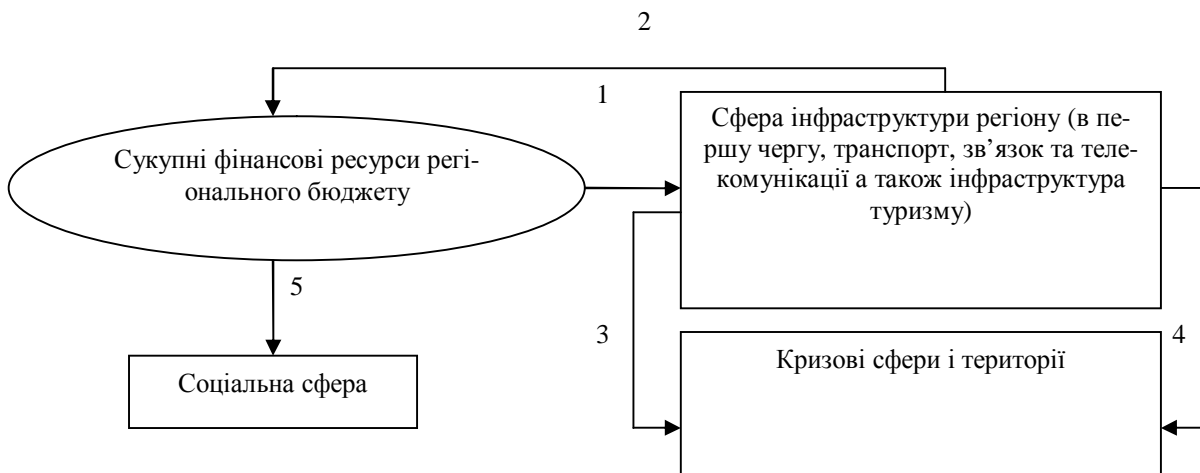 2
1
Сукупні фінансові ресурси регі-
онального бюджету
Сфера інфраструктури регіону (в пе-
ршу чергу, транспорт, зв’язок та теле-
комунікації а також інфраструктура
туризму)
5
3
4
Соціальна сфера
Кризові сфери і території